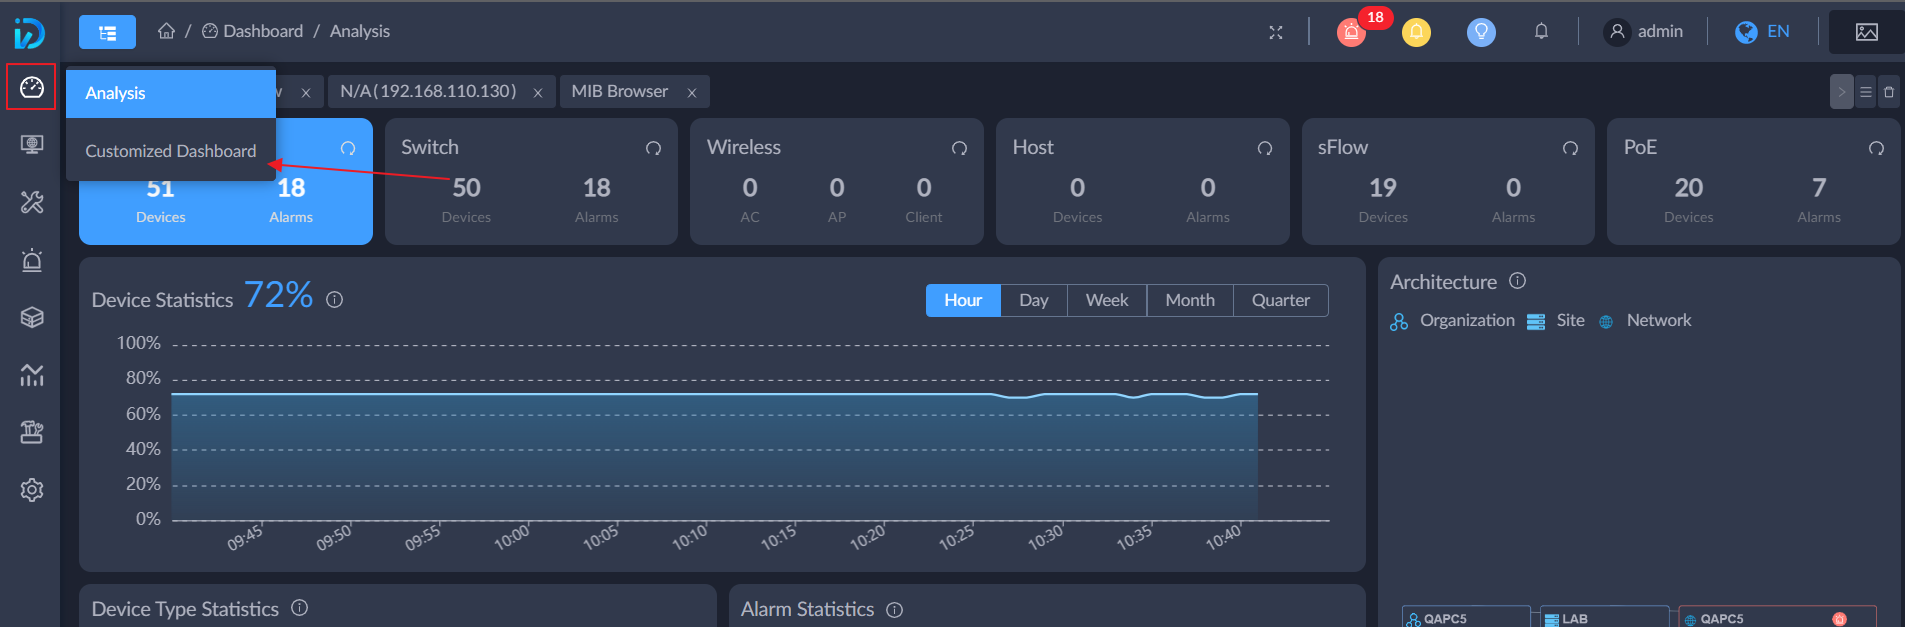 Dashboard / Analysis
18
admin
EN
Analysis
Customized Dashboard
N/A(192.168.110.130)
MIB Browser
51
Devices
18
Alarms
Switch
50
Devices
18
Alarms
Wireless
0
AC
0
AP
0
Client
Host
0
Devices
0
Alarms
sFlow
19
Devices
0
Alarms
PoE
20
Devices
7
Alarms
Device Statistics 72%
Hour Day Week Month Quarter
100%
80%
60%
40%
20%
0%
09:45 09:50 09:55 10:00 10:05 10:10 10:15 10:20 10:25 10:30 10:35 10:40
Architecture
Organization Site Network
QAPC5 LAB QAPC5
Device Type Statistics
Alarm Statistics